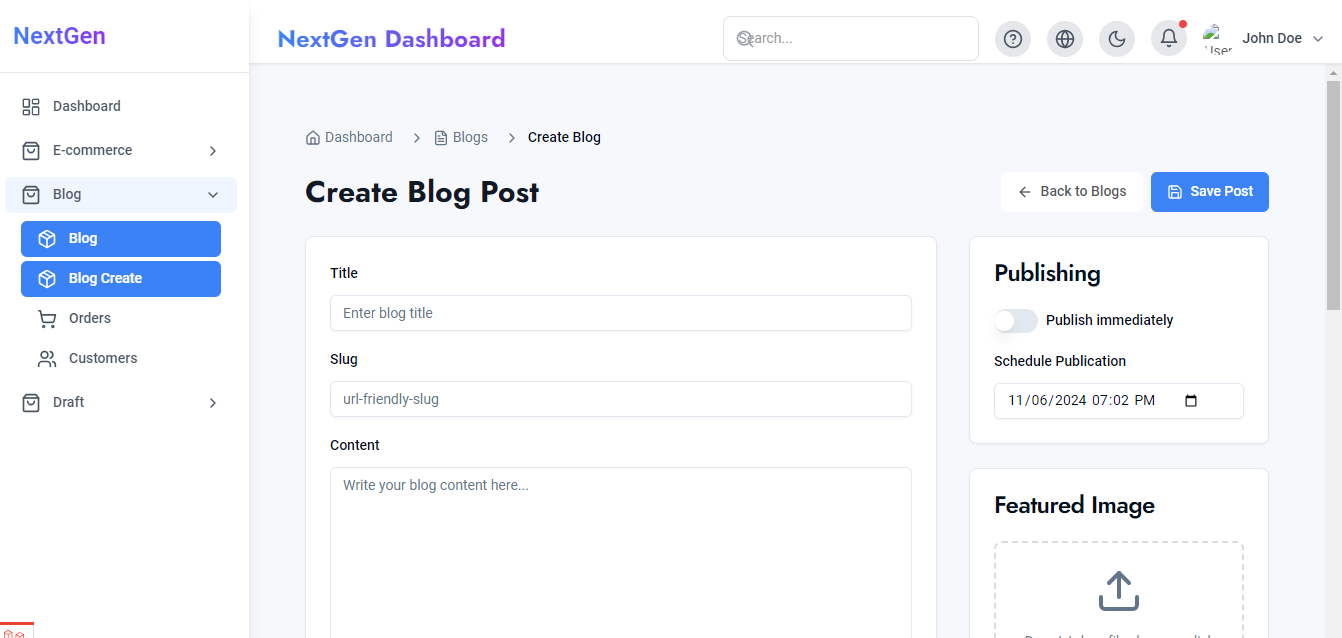 NextGen
NextGen Dashboard
Search...
User
John Doe
Dashboard
E-commerce
Blog
Blog
Blog Create
Orders
Customers
Draft
Dashboard
Blogs
Create Blog
Create Blog Post
Back to Blogs
Save Post
Title
Enter blog title
Slug
url-friendly-slug
Content
Write your blog content here...
Publishing
Publish immediately
Schedule Publication
11/06/2024 07:02 PM
Featured Image